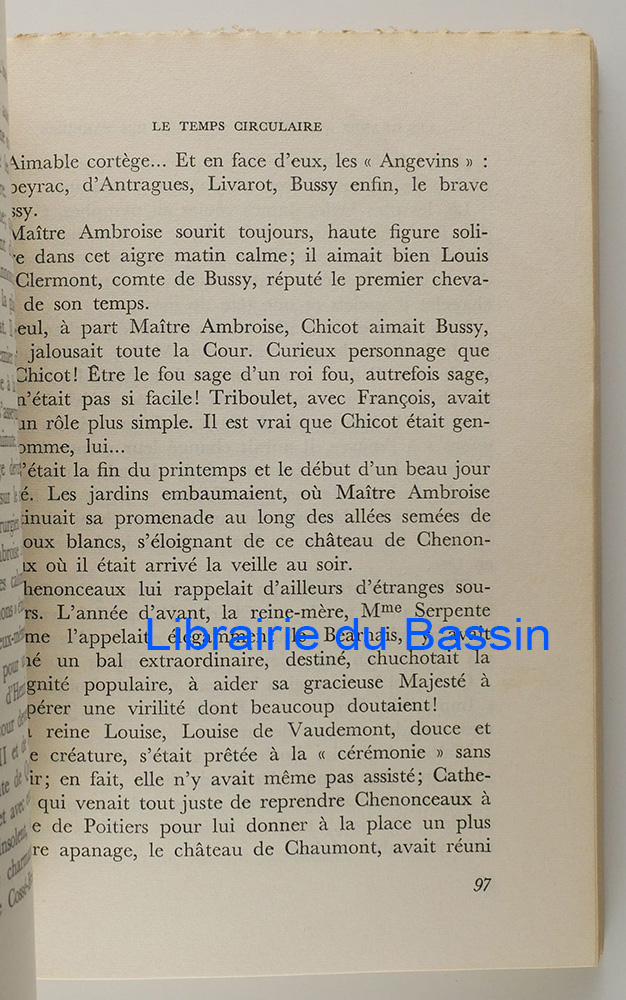 LE TEMPS CIRCULAIRE
Aimable cortège... Et en face d'eux, les « Angevins » :
beyrac, d'Antragues, Livarot, Bussy enfin, le brave
ssy.
Maître Ambroise sourit toujours, haute figure soli-
e dans cet aigre matin calme; il aimait bien Louis
Clermont, comte de Bussy, réputé le premier cheva-
de son temps.
eul, à part Maître Ambroise, Chicot aimait Bussy,
jalousait toute la Cour. Curieux personnage que
Chicot! Être le fou sage d'un roi fou, autrefois sage,
n'était pas si facile! Triboulet, avec François, avait
un rôle plus simple. Il est vrai que Chicot était gen-
omme, lui...
'était la fin du printemps et le début d'un beau jour
é. Les jardins embaumaient, où Maître Ambroise
tinuait sa promenade au long des allées semées de
oux blancs, s'éloignant de ce château de Chenon-
ux où il était arrivé la veille au soir.
henonceaux lui rappelait d'ailleurs d'étranges sou-
rs. L'année d'avant, la reine-mère, Mme Serpente
me l'appelait élégamment le Béarnais, y avait
Librairie du Bassin
né un bal extraordinaire, destiné, chuchotait la
gnité populaire, à aider sa gracieuse Majesté à
pérer une virilité dont beaucoup doutaient!
reine Louise, Louise de Vaudemont, douce et
e créature, s'était prêtée à la « cérémonie » sans
ir; en fait, elle n'y avait même pas assisté; Cathe-
qui venait tout juste de reprendre Chenonceaux à
e de Poitiers pour lui donner à la place un plus
re apanage, le château de Chaumont, avait réuni
97